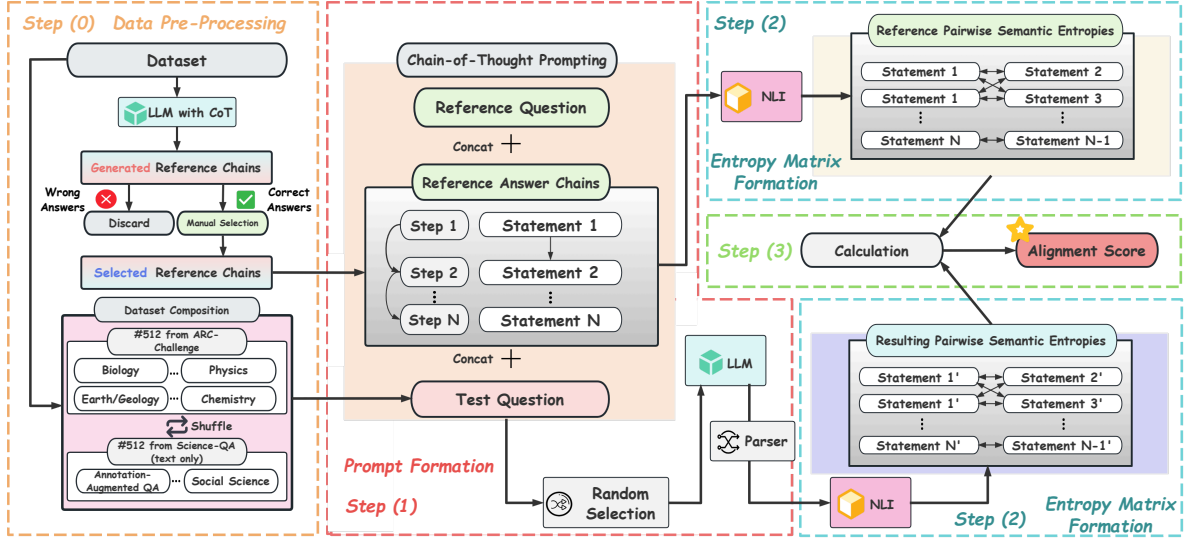 Step (0) Data Pre-Processing
Dataset
LLM with CoT
Generated Reference Chains
Wrong
Answers
Correct
Answers
Discard
Manual Selection
Selected Reference Chains
Dataset Composition
#512 from ARC-
Challenge
Biology ... Physics
Earth/Geology ... Chemistry
Shuffle
#512 from Science-QA
(text only)
Annotation-
Augmented QA ... Social Science
Chain-of-Thought Prompting
Reference Question
Concat +
Reference Answer Chains
Step 1 Statement 1
Step 2 Statement 2
Step N Statement N
Concat +
Test Question
Prompt Formation
Step (1)
Random
Selection
LLM
Parser
Step (2)
NLI
Entropy Matrix
Formation
Reference Pairwise Semantic Entropies
Statement 1 Statement 2
Statement 1 Statement 3
Statement N Statement N-1
Step (3)
Calculation
Alignment Score
Resulting Pairwise Semantic Entropies
Statement 1' Statement 2'
Statement 1' Statement 3'
Statement N' Statement N-1'
NLI
Step (2)
Entropy Matrix
Formation